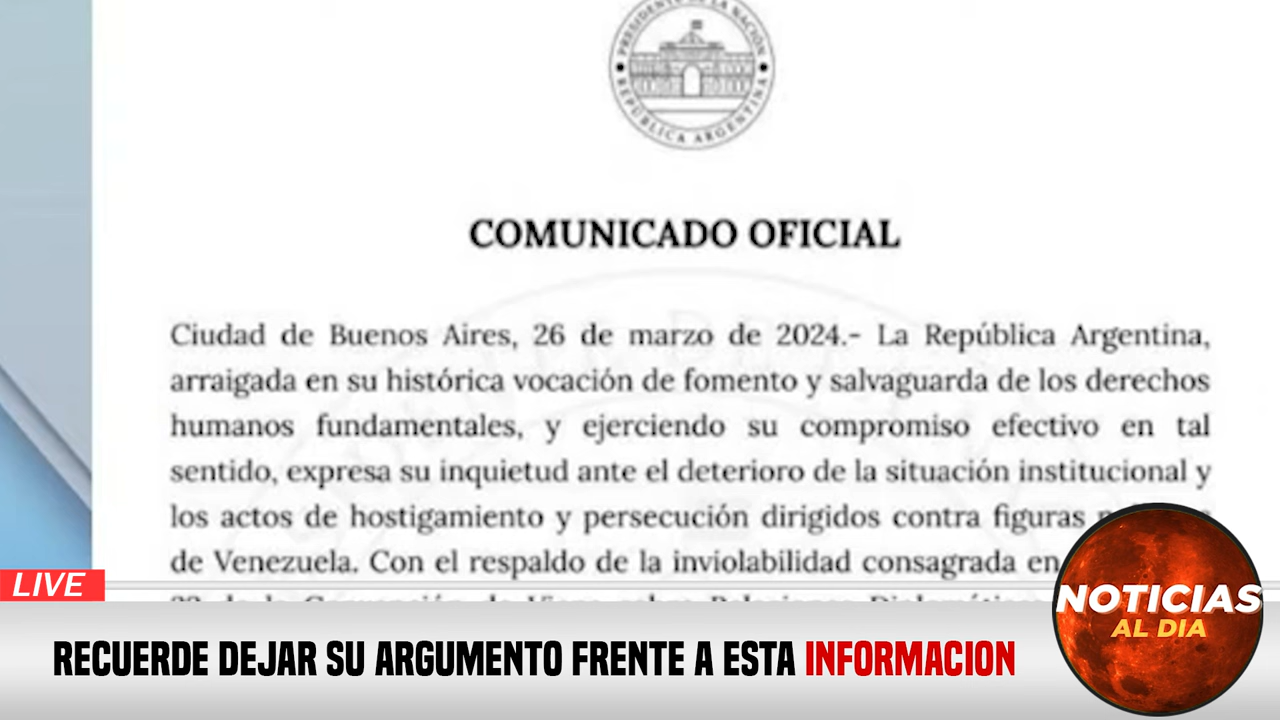 PRESIDENTE DE LA NACIÓN
REPÚBLICA ARGENTINA
COMUNICADO OFICIAL
Ciudad de Buenos Aires, 26 de marzo de 2024.- La República Argentina,
arraigada en su histórica vocación de fomento y salvaguarda de los derechos
humanos fundamentales, y ejerciendo su compromiso efectivo en tal
sentido, expresa su inquietud ante el deterioro de la situación institucional y
los actos de hostigamiento y persecución dirigidos contra figuras
de Venezuela. Con el respaldo de la inviolabilidad consagrada en
LIVE
RECUERDE DEJAR SU ARGUMENTO FRENTE A ESTA INFORMACION
NOTICIAS
AL DIA